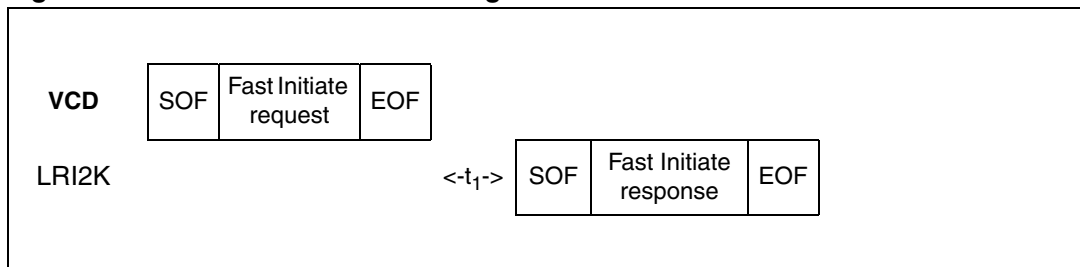 VCD SOF Fast Initiate request EOF
LRI2K <-t1-> SOF Fast Initiate response EOF